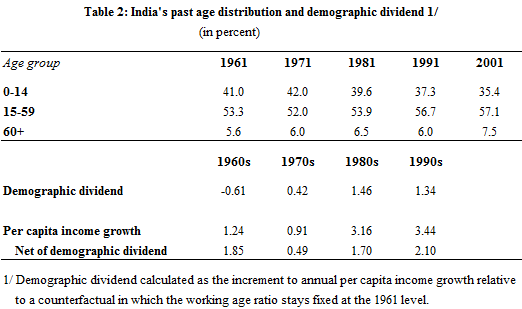 Table 2: India's past age distribution and demographic dividend 1/
(in percent)
Age group 1961 1971 1981 1991 2001
0-14 41.0 42.0 39.6 37.3 35.4
15-59 53.3 52.0 53.9 56.7 57.1
60+ 5.6 6.0 6.5 6.0 7.5
1960s 1970s 1980s 1990s
Demographic dividend -0.61 0.42 1.46 1.34
Per capita income growth 1.24 0.91 3.16 3.44
Net of demographic dividend 1.85 0.49 1.70 2.10
1/ Demographic dividend calculated as the increment to annual per capita income growth relative
to a counterfactual in which the working age ratio stays fixed at the 1961 level.